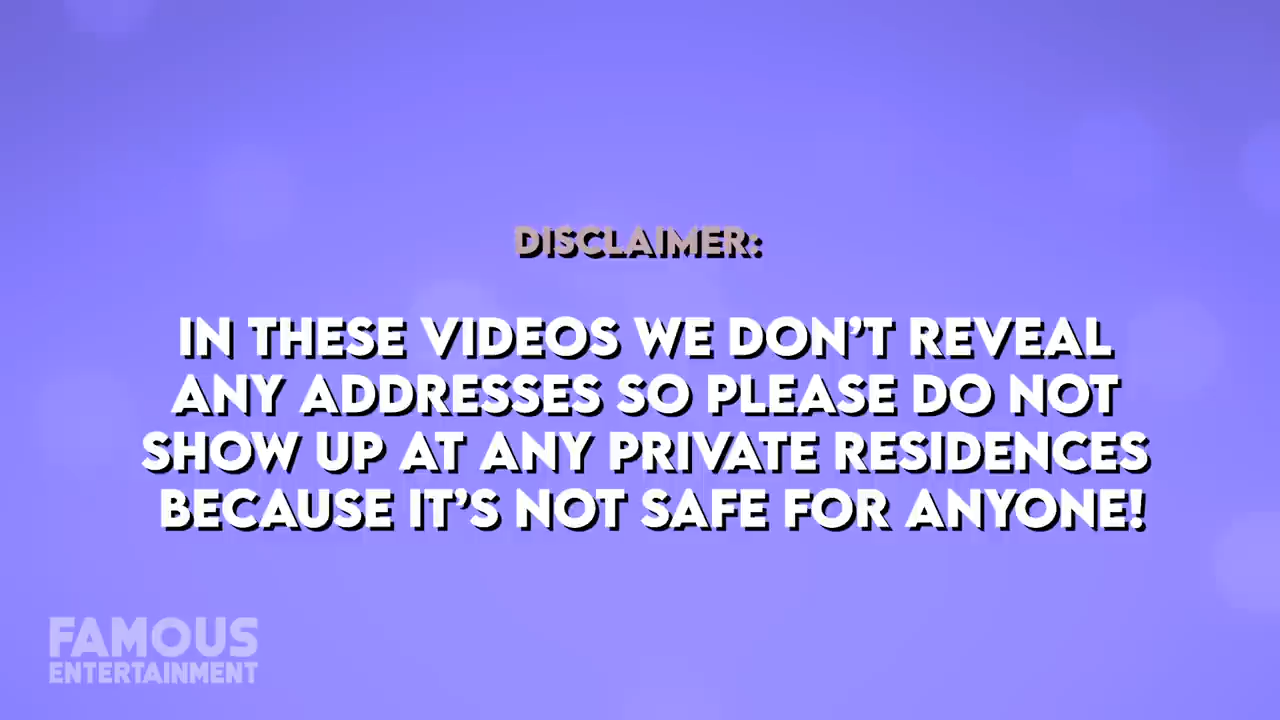 DISCLAIMER:
IN THESE VIDEOS WE DON'T REVEAL
ANY ADDRESSES SO PLEASE DO NOT
SHOW UP AT ANY PRIVATE RESIDENCES
BECAUSE IT'S NOT SAFE FOR ANYONE!
FAMOUS
ENTERTAINMENT